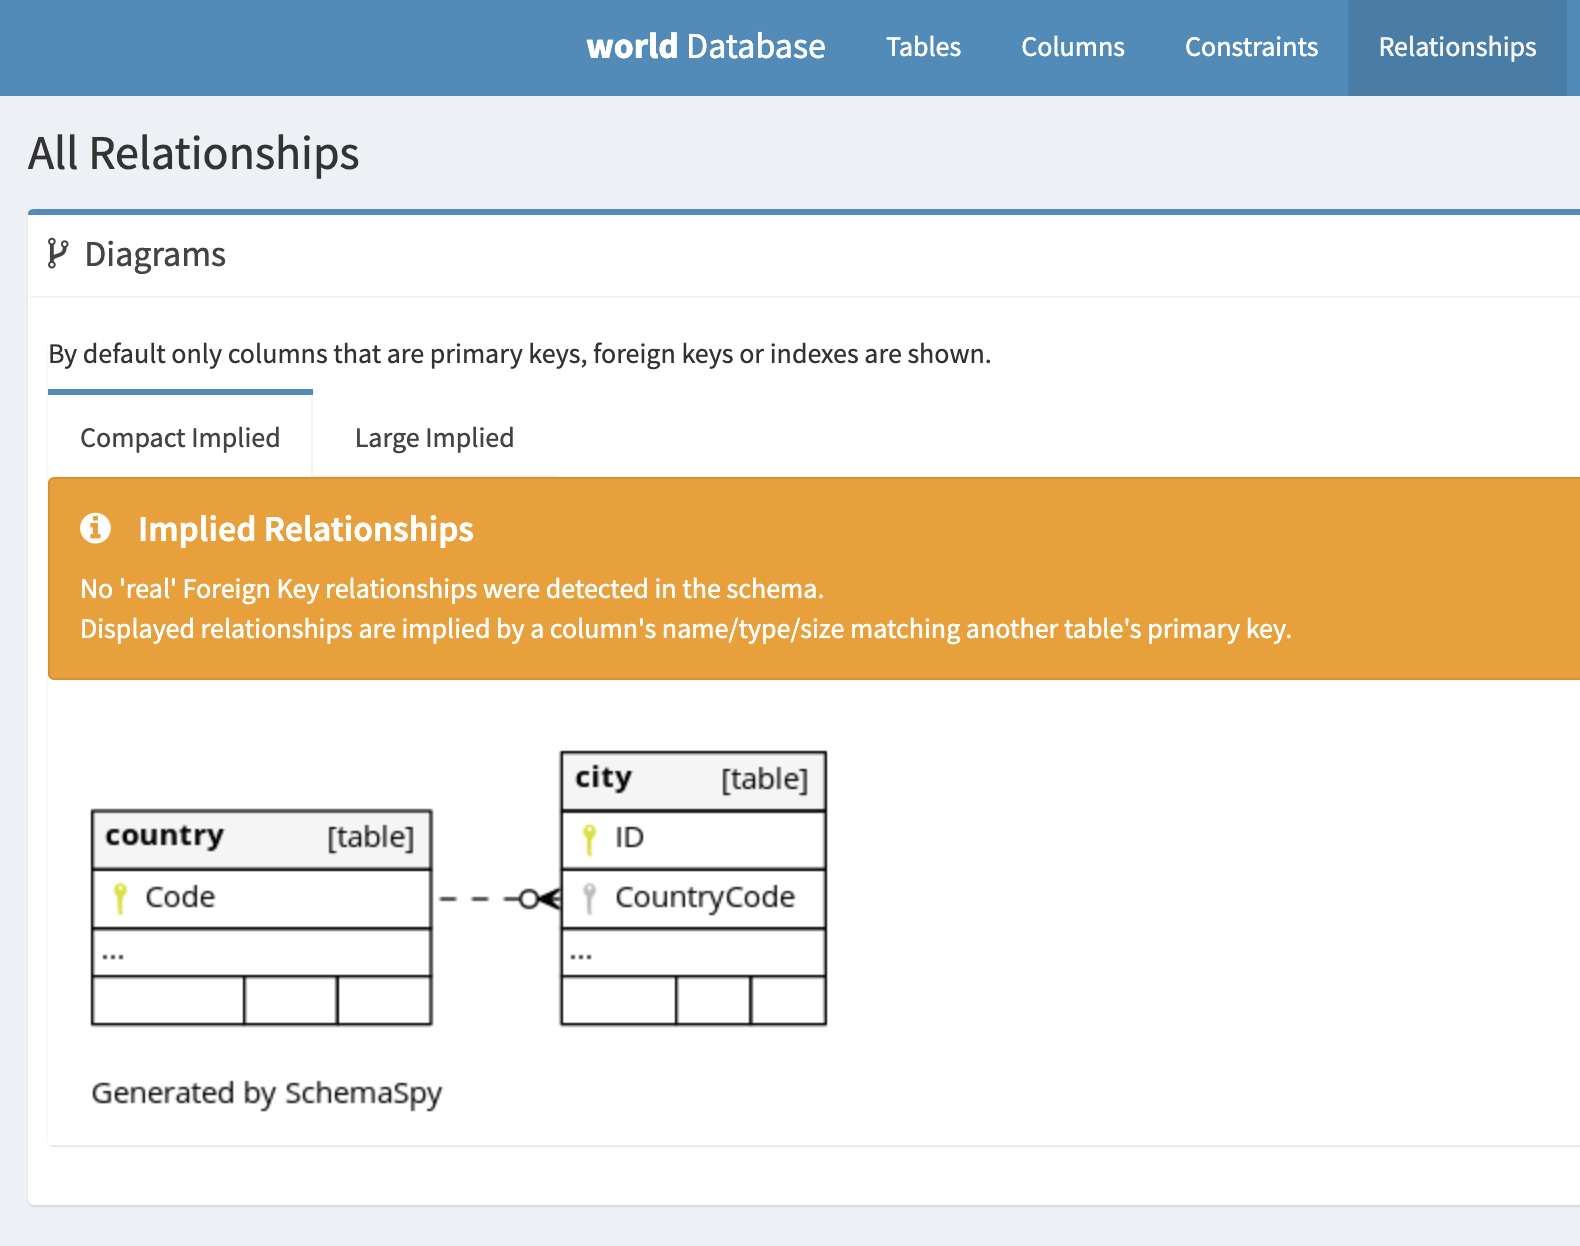 world Database Tables Columns Constraints Relationships
All Relationships
Diagrams
By default only columns that are primary keys, foreign keys or indexes are shown.
Compact Implied Large Implied
Implied Relationships
No 'real' Foreign Key relationships were detected in the schema.
Displayed relationships are implied by a column's name/type/size matching another table's primary key.
country [table]
Code
...
city [table]
ID
CountryCode
...
Generated by SchemaSpy